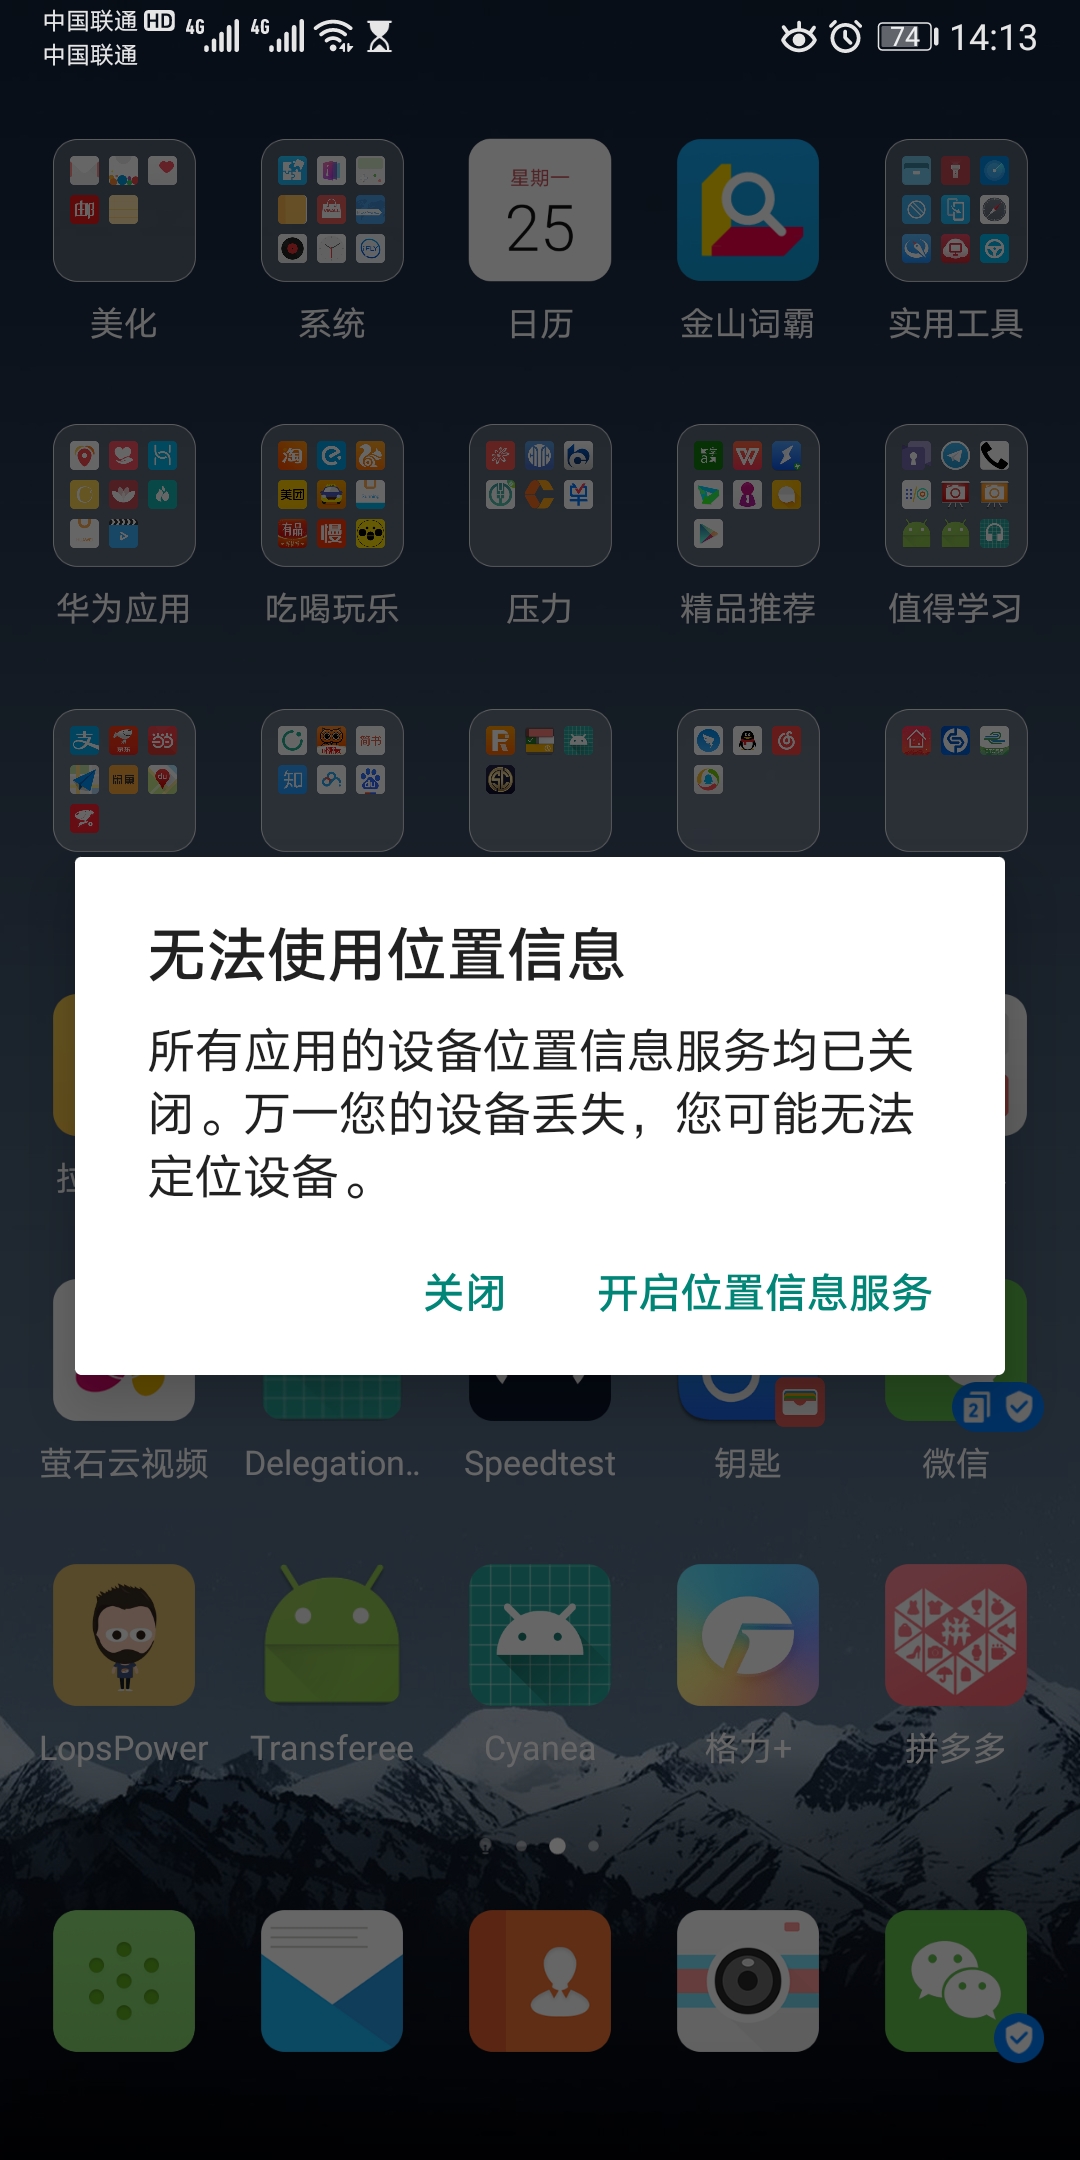 中国联通 HD 4G 4G 74 14:13
中国联通
星期一
25
美化 系统 日历 金山词霸 实用工具
华为应用 吃喝玩乐 压力 精品推荐 值得学习
无法使用位置信息
所有应用的设备位置信息服务均已关
闭。万一您的设备丢失，您可能无法
定位设备。
关闭 开启位置信息服务
2
萤石云视频 Delegation.. Speedtest 钥匙 微信
拼
LopsPower Transferee Cyanea 格力+ 拼多多